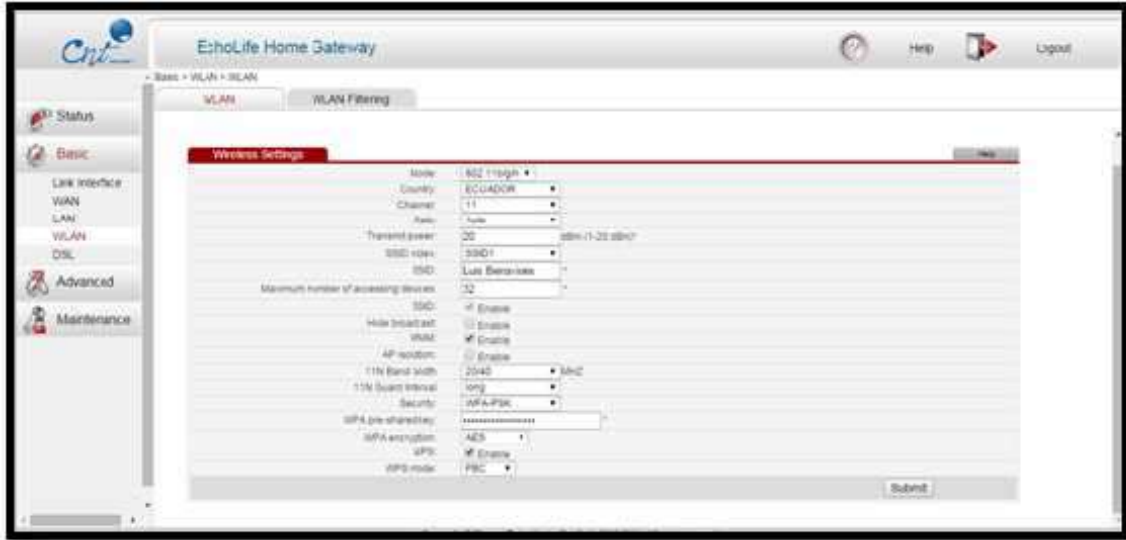 Cnt
EchoLife Home Gateway
Help
Logout
Basic > WLAN > WLAN
WLAN
WLAN Filtering
Status
Basic
Link Interface
WAN
LAN
WLAN
DSL
Advanced
Maintenance
Wireless Settings
Help
Mode: 802.11b/g/n
Country: ECUADOR
Channel: 11
Transmit power: 20 dBm (1-20 dBm)*
SSID index: SSID1
SSID: Luis *
Maximum number of accessing devices: 32 *
SSID: Enable
Hide broadcast: Enable
WMM: Enable
AP isolation: Enable
11N Band Width 20/40 MHZ
11N Guard Interval long
Security: WPA-PSK
WPA pre-shared key: *
WPA encryption: AES
WPS: Enable
WPS mode: PBC
Submit